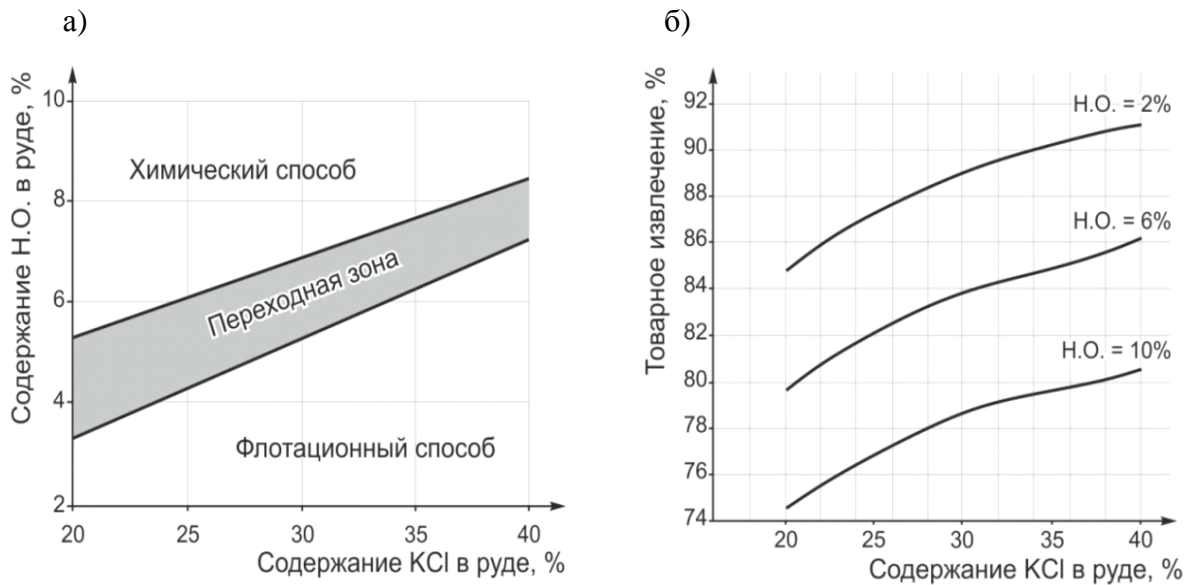 а)
Содержание Н.О. в руде, %
10
8
6
4
2
Химический способ
Переходная зона
Флотационный способ
20 25 30 35 40
Содержание KCl в руде, %
б)
Товарное извлечение, %
92
90
88
86
84
82
80
78
76
74
Н.О. = 2%
Н.О. = 6%
Н.О. = 10%
20 25 30 35 40
Содержание KCl в руде, %